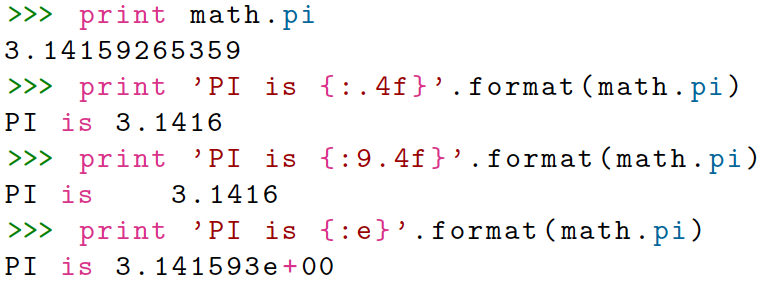 >>> print math.pi
3.14159265359
>>> print ’PI is {:.4f}’.format(math.pi)
PI is 3.1416
>>> print ’PI is {:9.4f}’.format(math.pi)
PI is    3.1416
>>> print ’PI is {:e}’.format(math.pi)
PI is 3.141593e+00